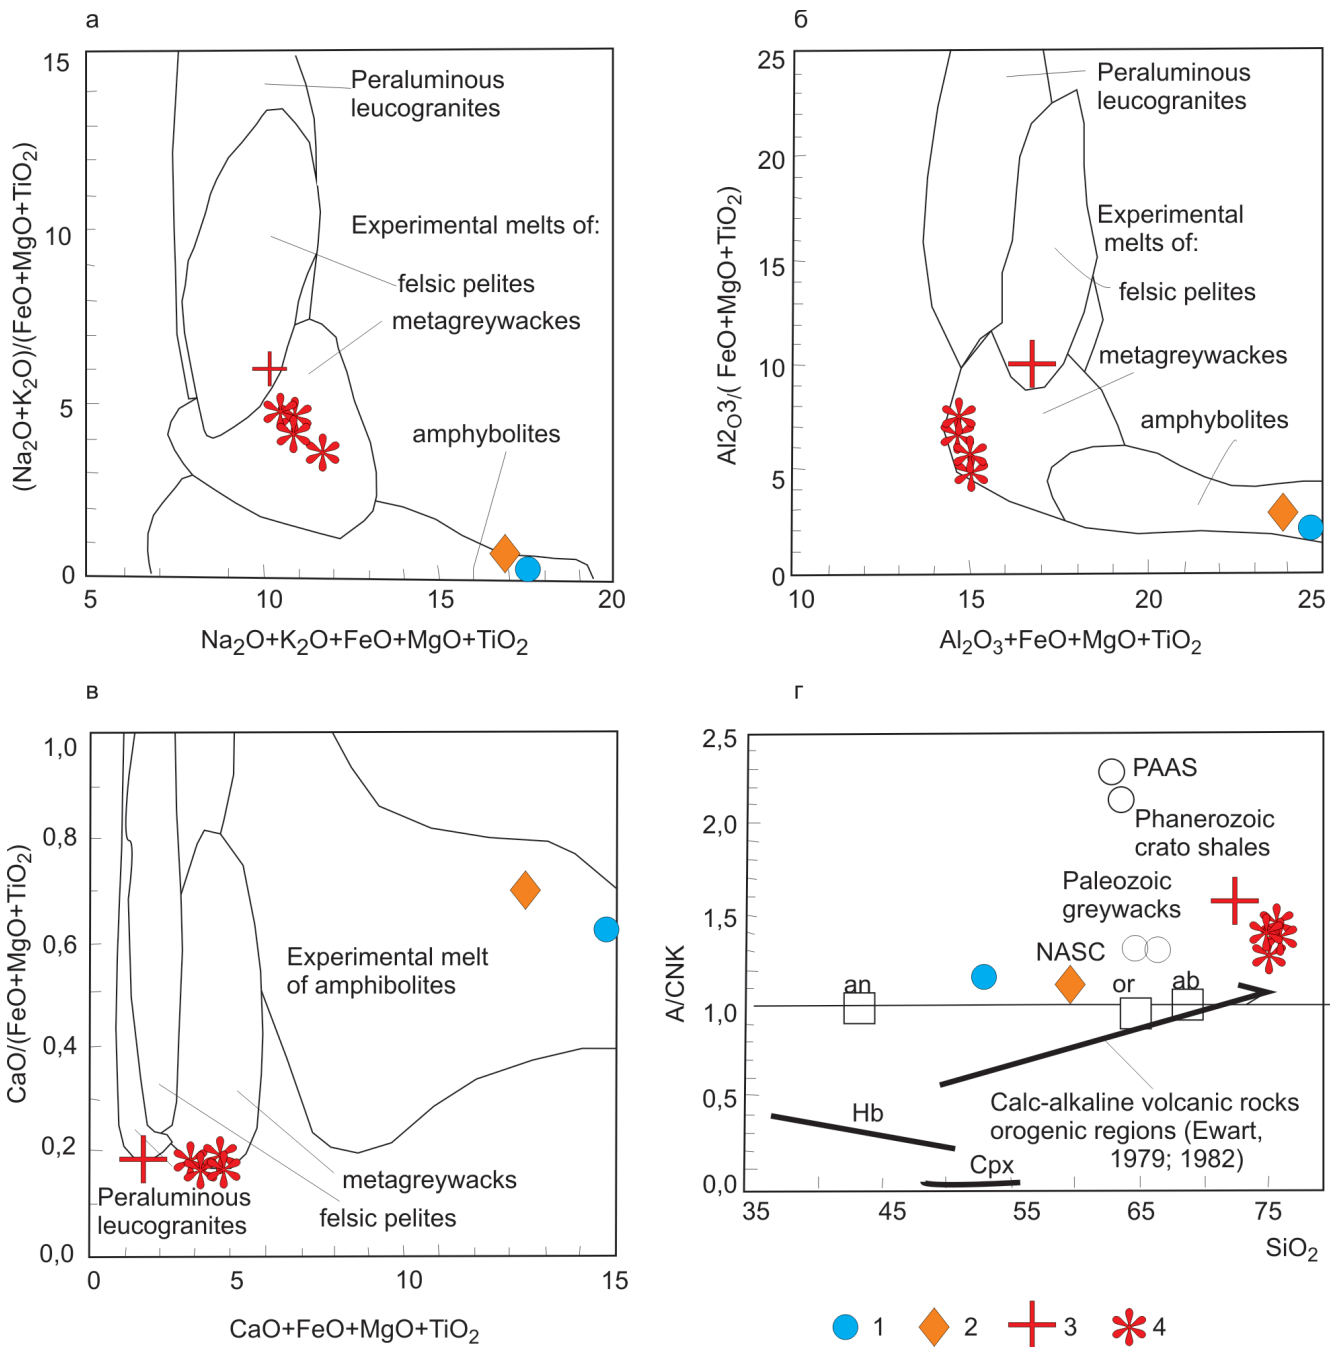 а
15
10
5
0
5
10
15
20
(Na2O+K2O)/(FeO+MgO+TiO2)
Na2O+K2O+FeO+MgO+TiO2
Peraluminous
leucogranites
Experimental melts of:
felsic pelites
metagreywackes
amphybolites
б
25
20
15
10
5
0
10
15
20
25
Al2O3/( FeO+MgO+TiO2)
Al2O3+FeO+MgO+TiO2
Peraluminous
leucogranites
Experimental
melts of:
felsic pelites
metagreywackes
amphybolites
в
1,0
0,8
0,6
0,4
0,2
0,0
0
5
10
15
CaO/(FeO+MgO+TiO2)
CaO+FeO+MgO+TiO2
Experimental melt
of amphibolites
metagreywacks
felsic pelites
Peraluminous
leucogranites
г
2,5
2,0
1,5
1,0
0,5
0,0
35
45
55
65
75
A/CNK
SiO2
PAAS
Phanerozoic
crato shales
Paleozoic
greywacks
NASC
an
or
ab
Hb
Cpx
Calc-alkaline volcanic rocks
orogenic regions (Ewart,
1979; 1982)
1
2
3
4